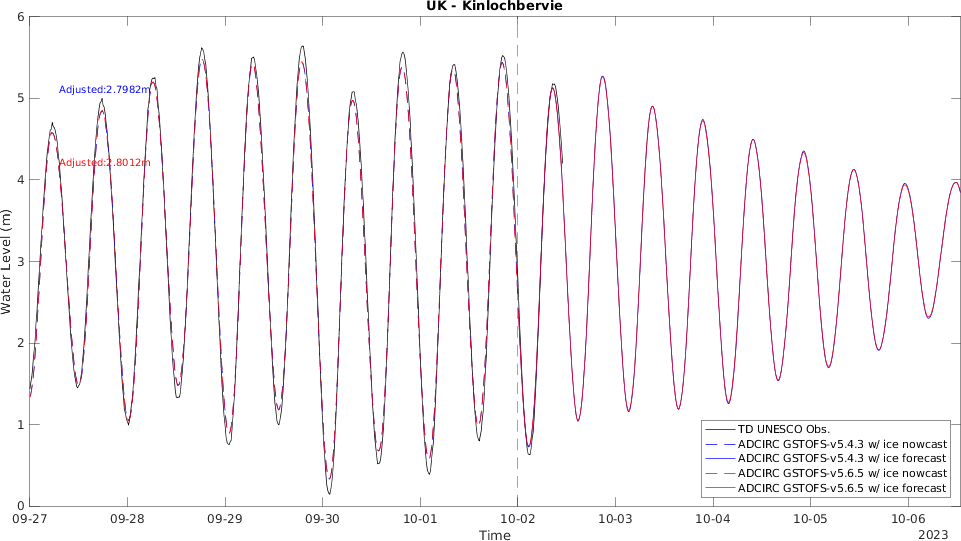 UK - Kinlochbervie
6
5
4
3
2
1
0
Water Level (m)
Adjusted:2.7982m
Adjusted:2.8012m
TD UNESCO Obs.
ADCIRC GSTOFS-v5.4.3 w/ ice nowcast
ADCIRC GSTOFS-v5.4.3 w/ ice forecast
ADCIRC GSTOFS-v5.6.5 w/ ice nowcast
ADCIRC GSTOFS-v5.6.5 w/ ice forecast
09-27 09-28 09-29 09-30 10-01 10-02 10-03 10-04 10-05 10-06
Time
2023